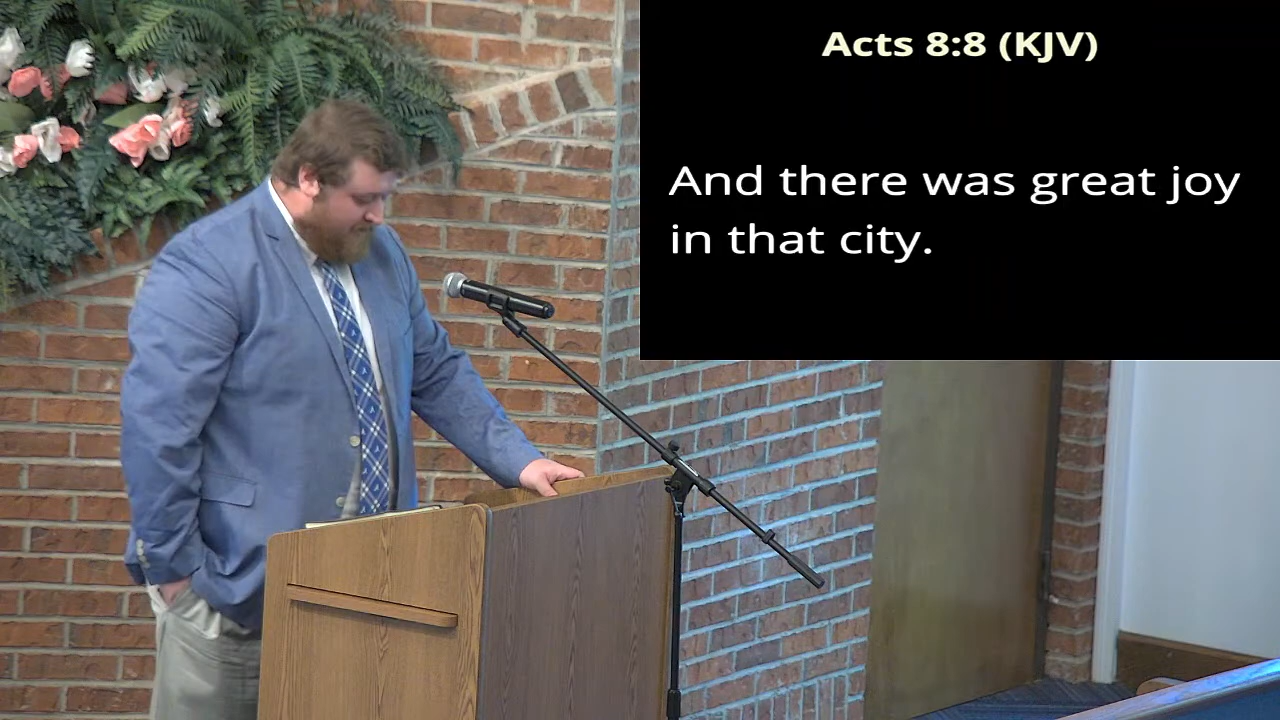 Acts 8:8 (KJV)
And there was great joy
in that city.